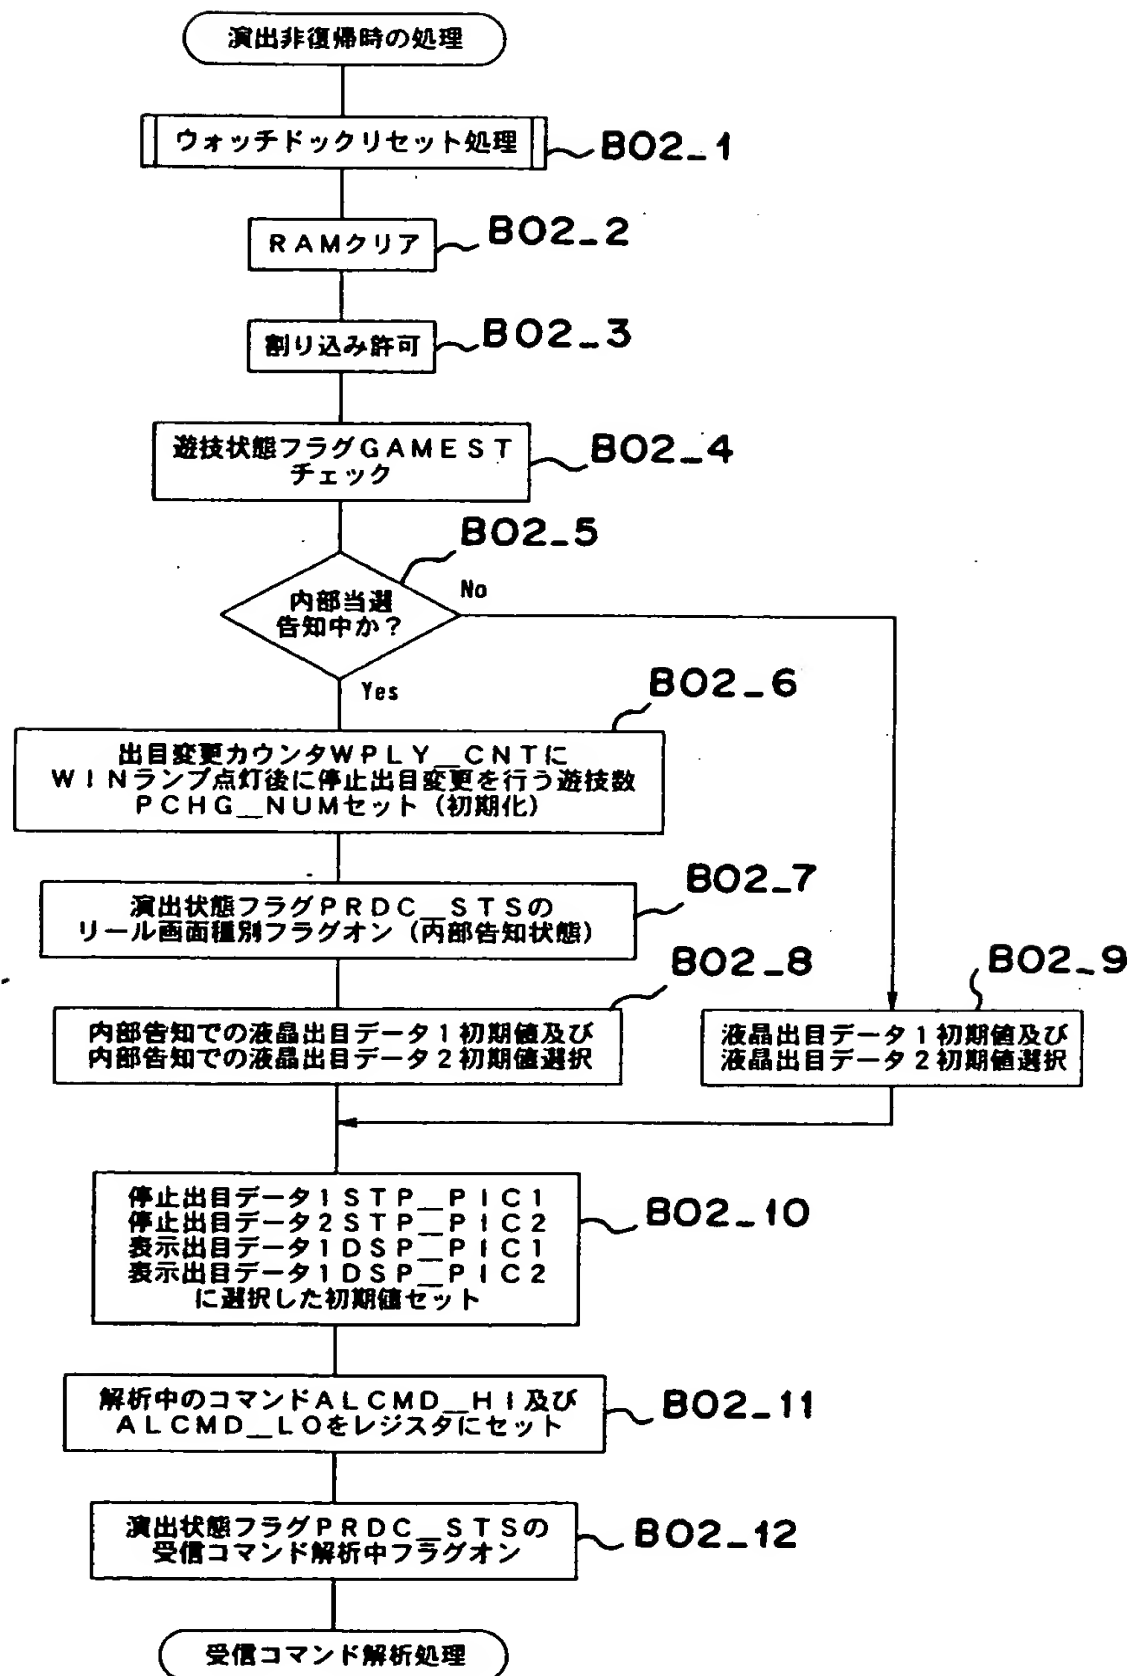 演出非復帰時の処理
ウォッチドックリセット処理
B02_1
RAMクリア
B02_2
割り込み許可
B02_3
遊技状態フラグGAMEST
チェック
B02_4
B02_5
内部当選
告知中か?
No
Yes
B02_6
出目変更カウンタWPLY__CNTに
WINランプ点灯後に停止出目変更を行う遊技数
PCHG__NUMセット(初期化)
B02_7
演出状態フラグPRDC__STSの
リール画面種別フラグオン(内部告知状態)
B02_8
内部告知での液晶出目データ1初期値及び
内部告知での液晶出目データ2初期値選択
B02_9
液晶出目データ1初期値及び
液晶出目データ2初期値選択
停止出目データ1STP__PIC1
停止出目データ2STP__PIC2
表示出目データ1DSP__PIC1
表示出目データ1DSP__PIC2
に選択した初期値セット
B02_10
解析中のコマンドALCMD__HI及び
ALCMD__LOをレジスタにセット
B02_11
演出状態フラグPRDC__STSの
受信コマンド解析中フラグオン
B02_12
受信コマンド解析処理